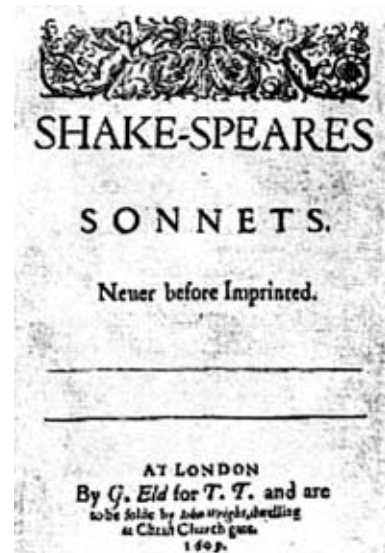 SHAKE-SPEARES
SONNETS.
Neuer before Imprinted.
AT LONDON
By G. Eld for T. T. and are
to be solde by Iohn Wright, dwelling
at Christ Church gate.
1609.